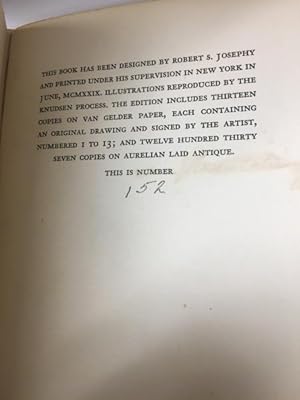 THIS BOOK HAS BEEN DESIGNED BY ROBERT S. JOSEPHY
AND PRINTED UNDER HIS SUPERVISION IN NEW YORK IN
JUNE, MCMXXIX. ILLUSTRATIONS REPRODUCED BY THE
KNUDSEN PROCESS. THE EDITION INCLUDES THIRTEEN
COPIES ON VAN GELDER PAPER, EACH CONTAINING
AN ORIGINAL DRAWING AND SIGNED BY THE ARTIST,
NUMBERED 1 TO 13; AND TWELVE HUNDRED THIRTY
SEVEN COPIES ON AURELIAN LAID ANTIQUE.
THIS IS NUMBER
152